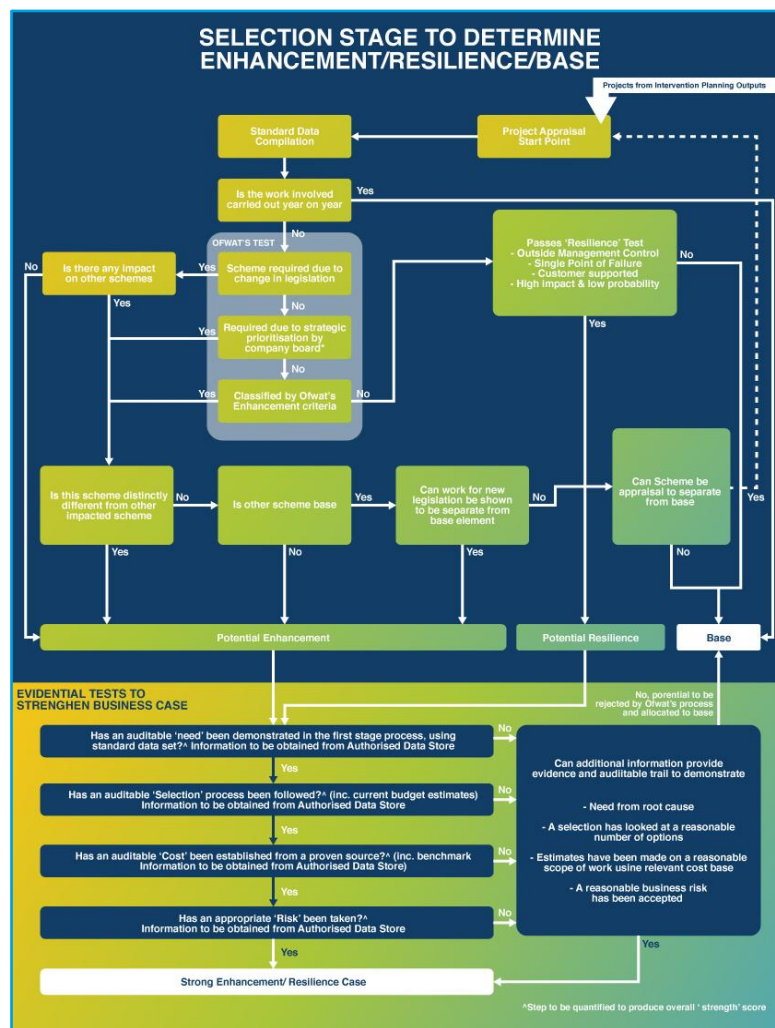 SELECTION STAGE TO DETERMINE
ENHANCEMENT/RESILIENCE/BASE
Projects from Intervention Planning Outputs
Standard Data
Compilation
Project Appraisal
Start Point
Is the work involved
carried out year on year
Yes
No
OFWAT'S TEST
No
Is there any impact
on other schemes
Yes
Scheme required due to
change in legislation
Passes 'Resilience' Test
- Outside Management Control
- Single Point of Failure
- Customer supported
- High impact & low probability
No
Yes
No
Yes
Yes
Required due to strategic
prioritisation by
company board*
No
Yes
Classified by Ofwat's
Enhancement criteria
No
Is this scheme distinctly
different from other
impacted scheme
No
Is other scheme base
Yes
Can work for new
legislation be shown
to be separate from
base element
No
Can Scheme be
appraisal to separate
from base
Yes
Yes
No
Yes
No
Potential Enhancement
Potential Resilience
Base
EVIDENTIAL TESTS TO
STRENGHEN BUSINESS CASE
No, porential to be
rejected by Ofwat's process
and allocated to base
Has an auditable 'need' been demonstrated in the first stage process, using
standard data set?^ Information to be obtained from Authorised Data Store
No
Yes
Has an auditable 'Selection' process been followed?^ (inc. current budget estimates)
Information to be obtained from Authorised Data Store
No
Yes
Has an auditable 'Cost' been established from a proven source?^ (inc. benchmark
Information to be obtained from Authorised Data Store)
No
Yes
Has an appropriate 'Risk' been taken?^
Information to be obtained from Authorised Data Store
No
Yes
Can additional information provide
evidence and audiitable trail to demonstrate
- Need from root cause
- A selection has looked at a reasonable
number of options
- Estimates have been made on a reasonable
scope of work usine relevant cost base
- A reasonable business risk
has been accepted
Yes
Strong Enhancement/ Resilience Case
^Step to be quantified to produce overall ' strength' score